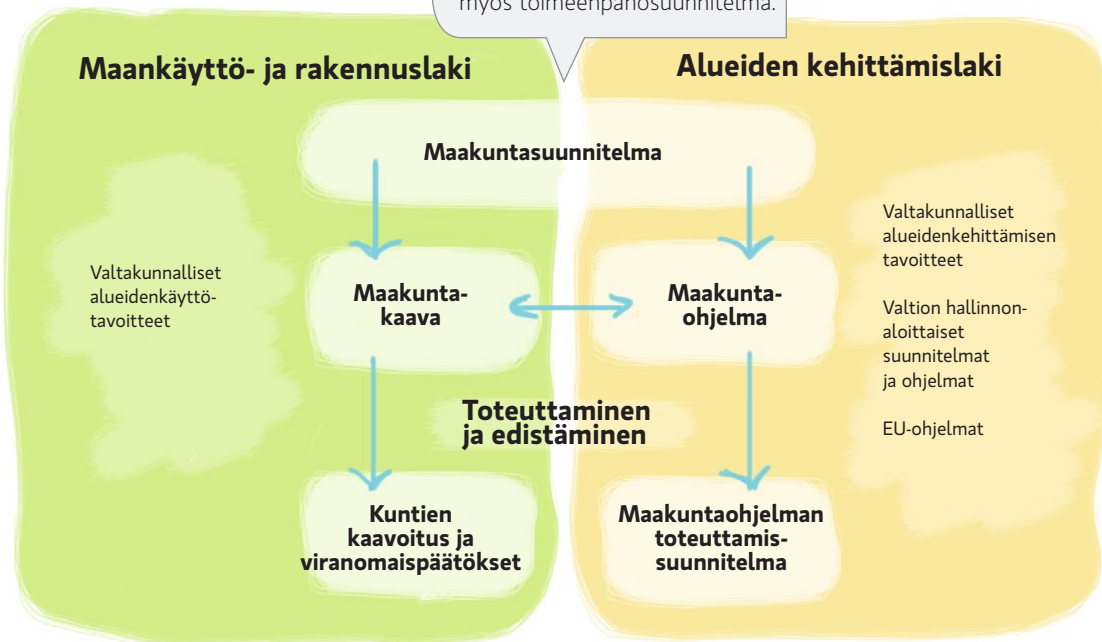 myös toimeenpanosuunnitelma.
Maankäyttö- ja rakennuslaki
Alueiden kehittämislaki
Maakuntasuunnitelma
Valtakunnalliset
alueidenkäyttö-
tavoitteet
Maakunta-
kaava
Maakunta-
ohjelma
Valtakunnalliset
alueidenkehittämisen
tavoitteet
Valtion hallinnon-
aloittaiset
suunnitelmat
ja ohjelmat
EU-ohjelmat
Toteuttaminen
ja edistäminen
Kuntien
kaavoitus ja
viranomaispäätökset
Maakuntaohjelman
toteuttamis-
suunnitelma